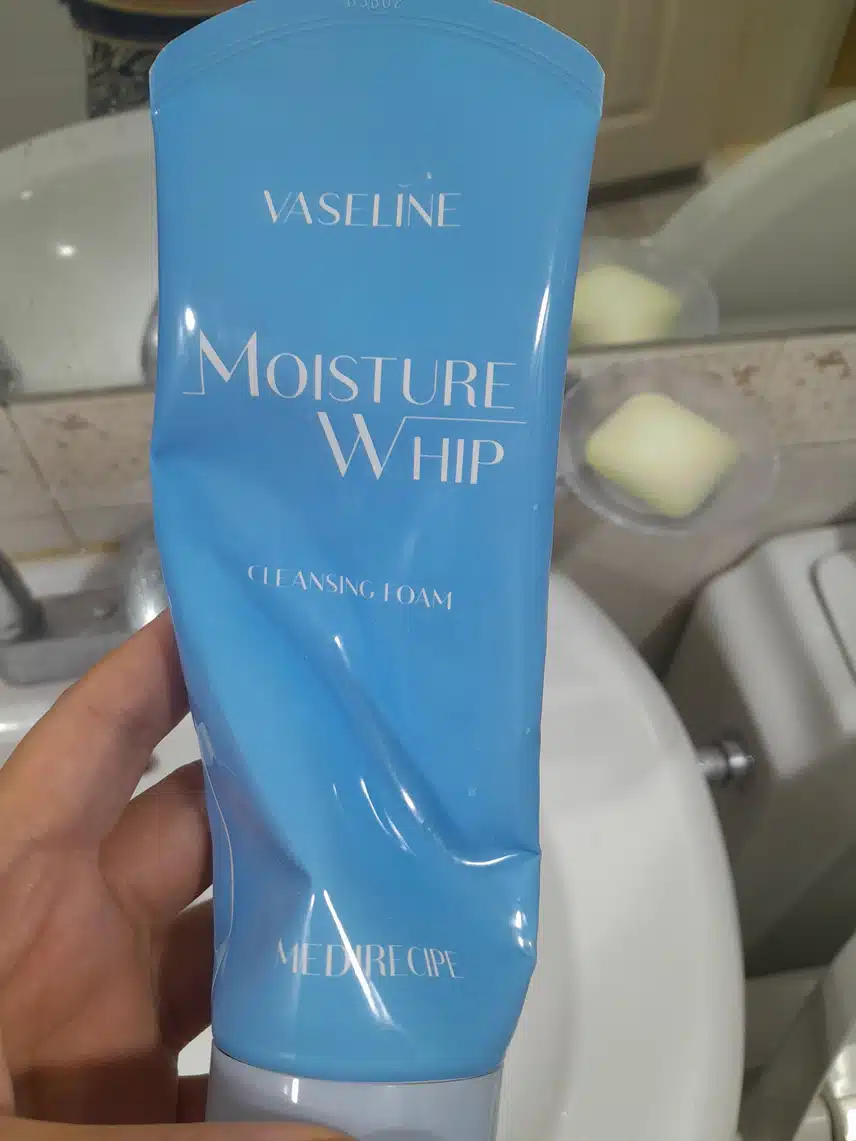 VASELINE
MOISTURE
WHIP
CLEANSING FOAM
MEDIRECIPE